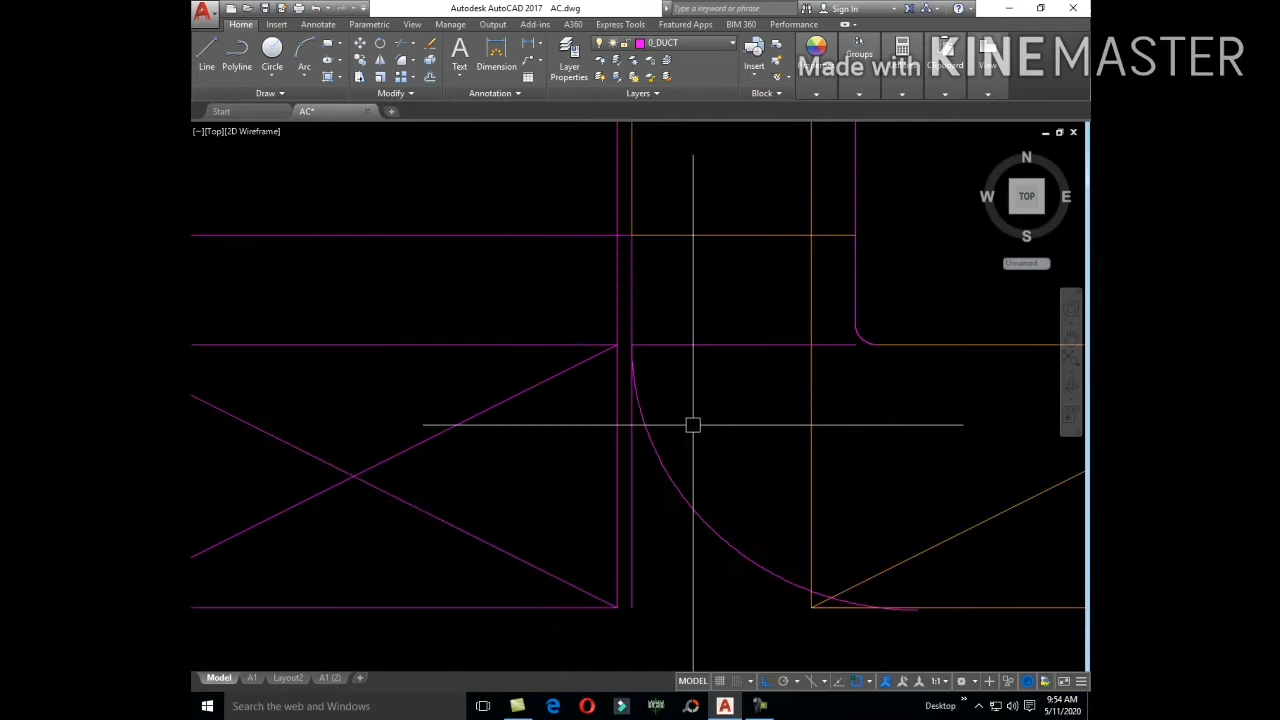 Autodesk AutoCAD 2017 AC.dwg
Type a keyword or phrase
Sign In
Home Insert Annotate Parametric View Manage Output Add-ins A360 Express Tools Featured Apps BIM 360 Performance
0_DUCT
Line Polyline Circle Arc Text Dimension Layer Properties Insert Groups
Made with KINEMASTER
Draw Modify Annotation Layers Block
Start AC*
[−][Top][2D Wireframe]
N
W TOP E
S
Unnamed
Model A1 Layout2 A1 (2)
MODEL 1:1
Search the web and Windows
Desktop
9:54 AM
5/11/2020